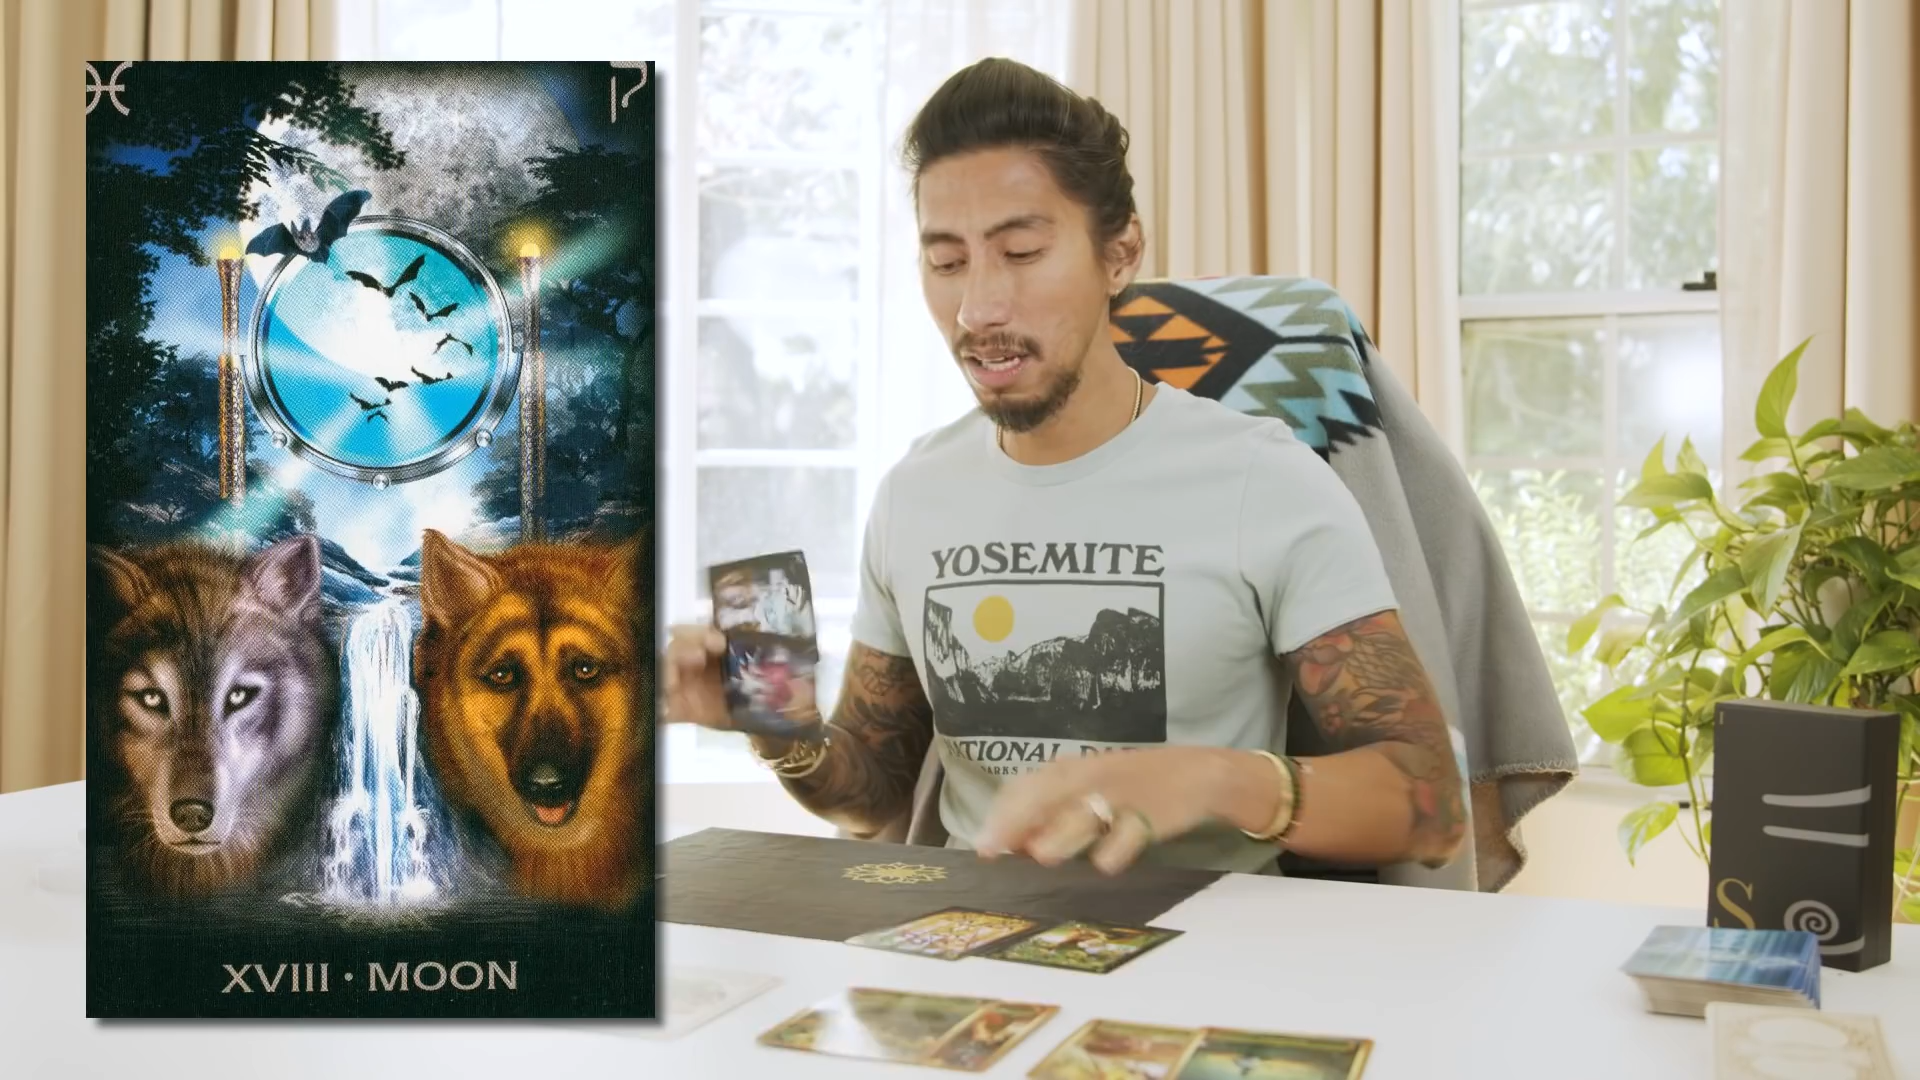 ♓ ק
XVIII • MOON
YOSEMITE
NATIONAL PARK
S